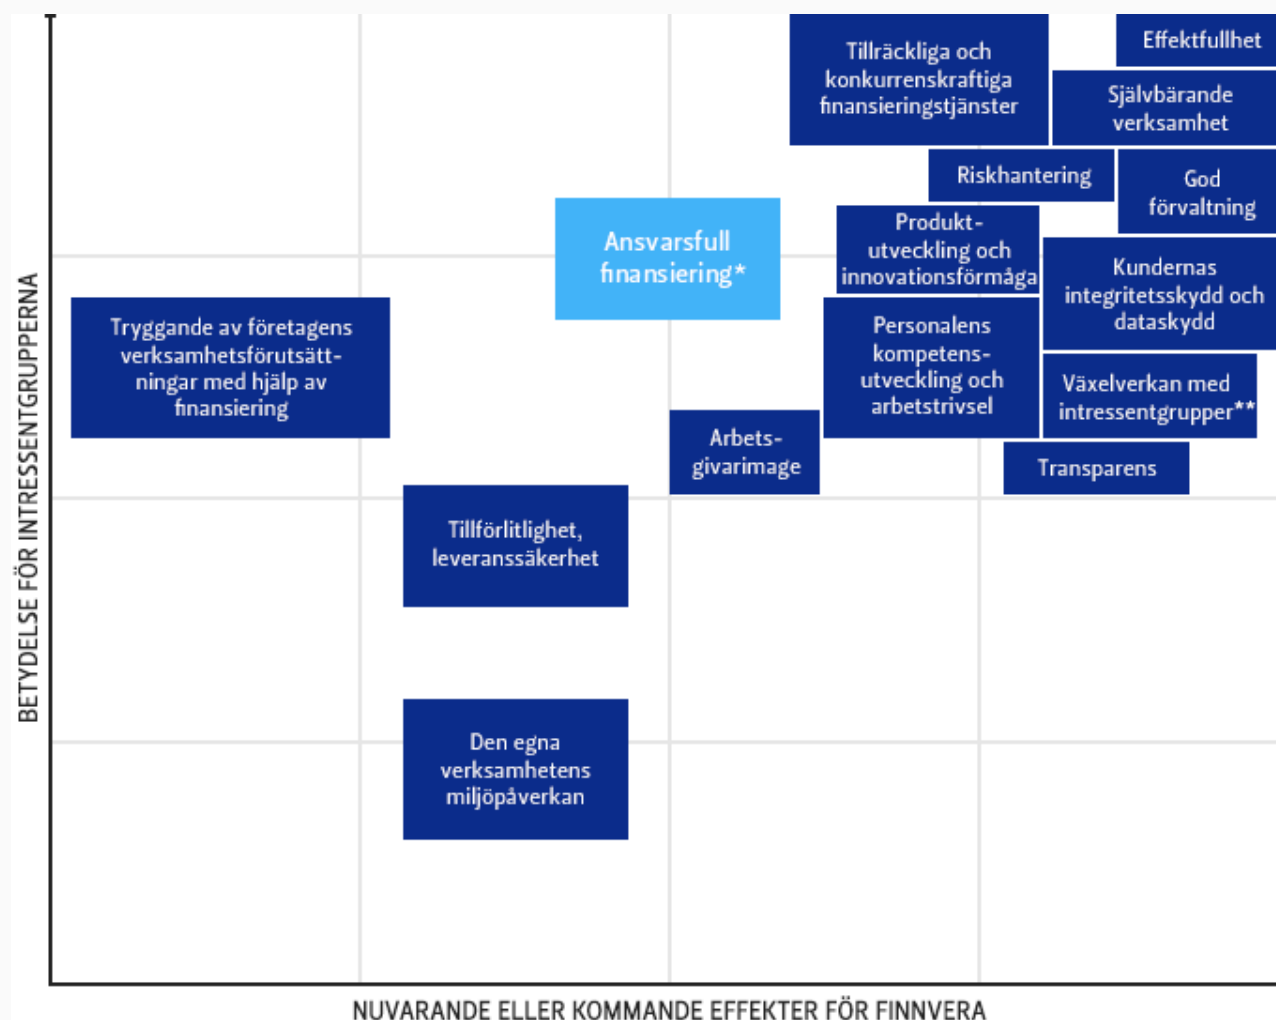 Tillräckliga och
konkurrenskraftiga
finansieringstjänster
Effektfullhet
Självbärande
verksamhet
Riskhantering
God
förvaltning
Ansvarsfull
finansiering*
Produkt-
utveckling och
innovationsförmåga
Kundernas
integritetsskydd och
dataskydd
Tryggande av företagens
verksamhetsförutsätt-
ningar med hjälp av
finansiering
Personalens
kompetens-
utveckling och
arbetstrivsel
Växelverkan med
intressentgrupper**
Arbets-
givarimage
Transparens
Tillförlitlighet,
leveranssäkerhet
Den egna
verksamhetens
miljöpåverkan
BETYDELSE FÖR INTRESSENTGRUPPERNA
NUVARANDE ELLER KOMMANDE EFFEKTER FÖR FINNVERA